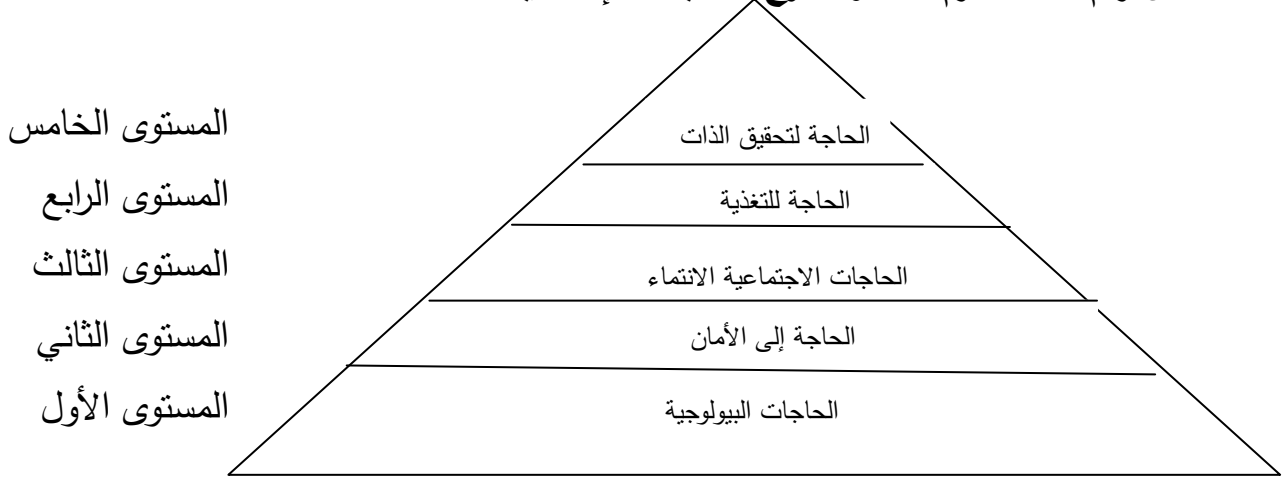 المستوى الخامس
الحاجة لتحقيق الذات
المستوى الرابع
الحاجة للتغذية
المستوى الثالث
الحاجات الاجتماعية الانتماء
المستوى الثاني
الحاجة إلى الأمان
المستوى الأول
الحاجات البيولوجية